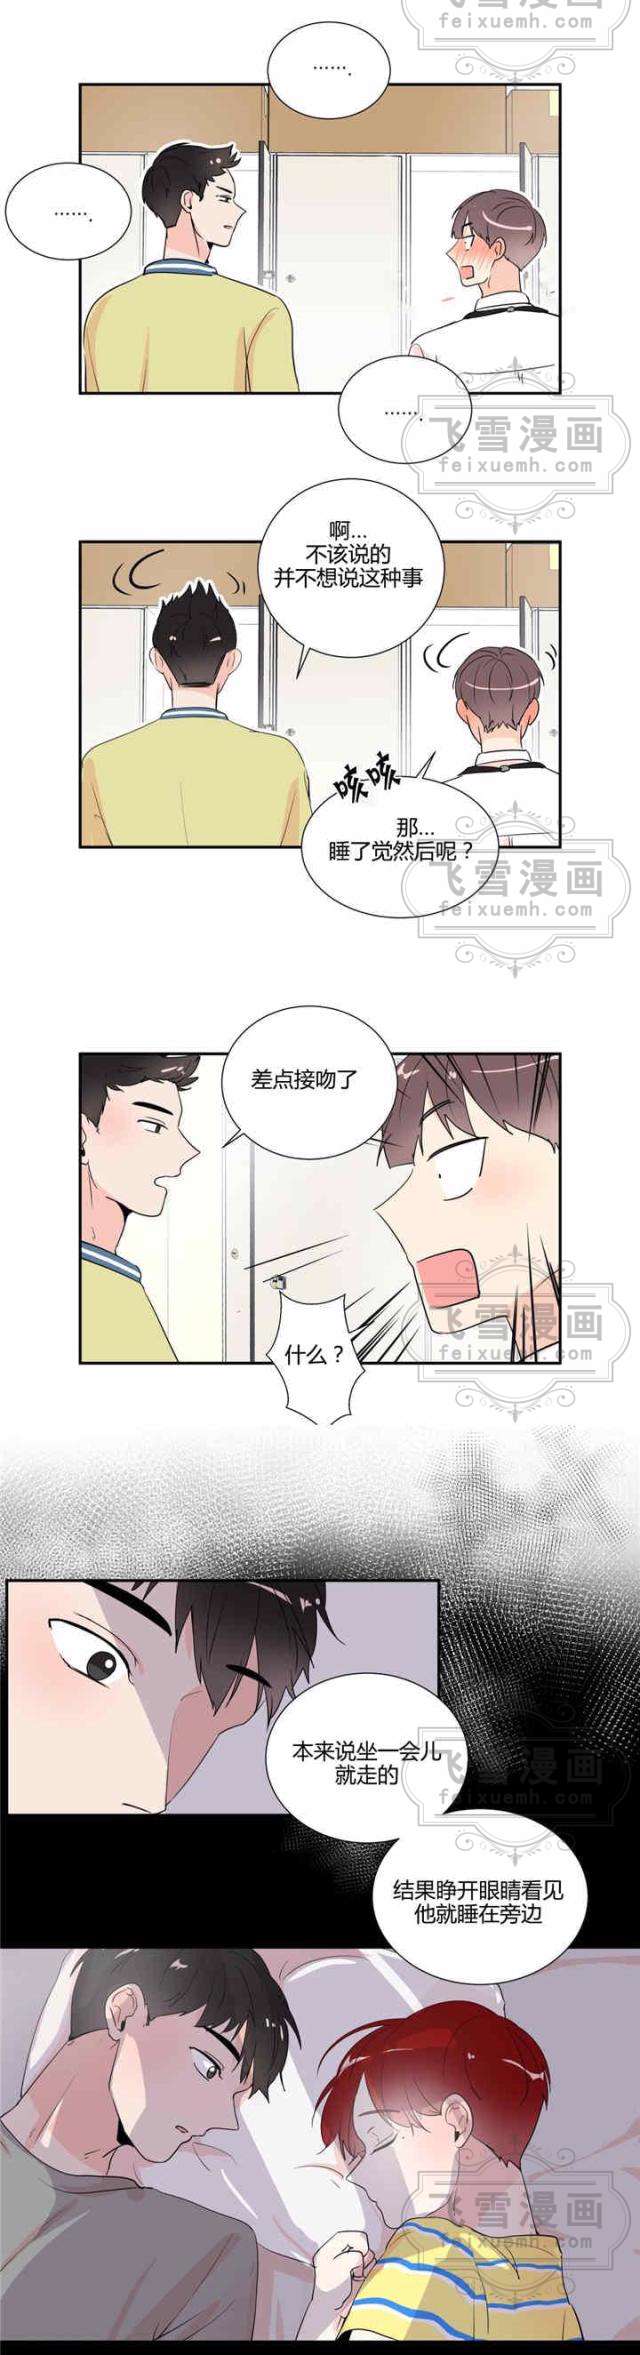 飞雪漫画
feixuemh.com
…….
…….
…….
飞雪漫画
feixuemh.com
啊…
不该说的
并不想说这种事
咳咳
那…
睡了觉然后呢？
飞雪漫画
feixuemh.com
差点接吻了
什么？
飞雪漫画
feixuemh.com
本来说坐一会儿
就走的
飞雪漫画
feixuemh.com
结果睁开眼睛看见
他就睡在旁边
飞雪漫画
feixuemh.com